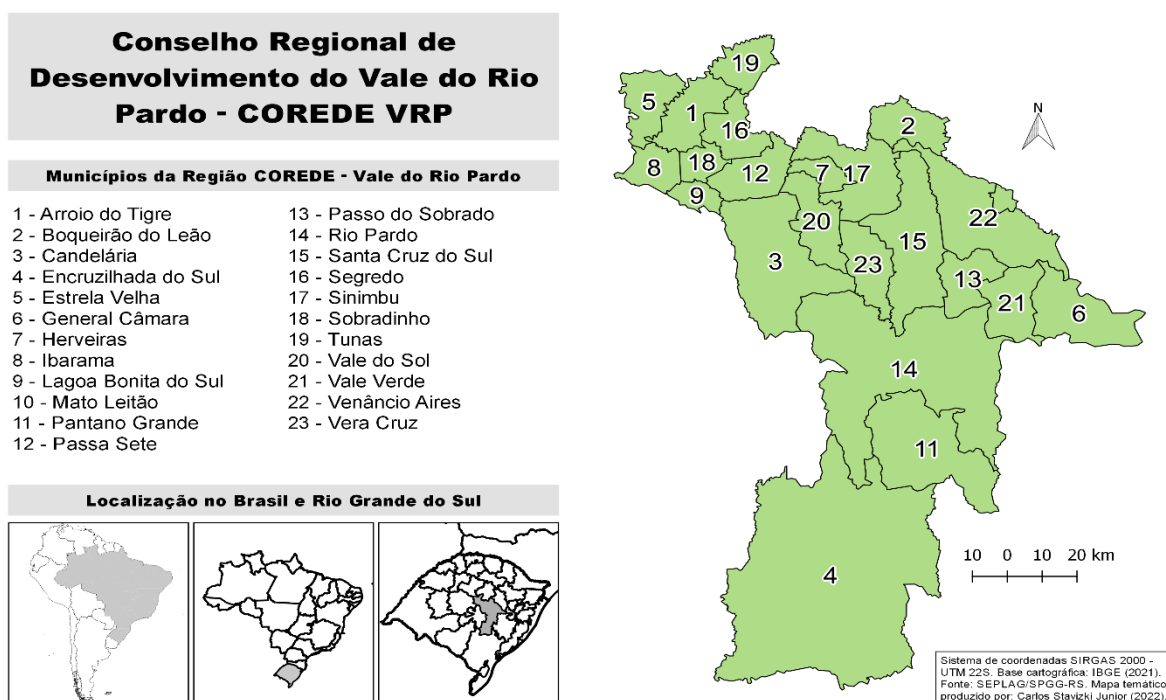 Conselho Regional de
Desenvolvimento do Vale do Rio
Pardo - COREDE VRP
Municípios da Região COREDE - Vale do Rio Pardo
1 - Arroio do Tigre
2 - Boqueirão do Leão
3 - Candelária
4 - Encruzilhada do Sul
5 - Estrela Velha
6 - General Câmara
7 - Herveiras
8 - Ibarama
9 - Lagoa Bonita do Sul
10 - Mato Leitão
11 - Pantano Grande
12 - Passa Sete
13 - Passo do Sobrado
14 - Rio Pardo
15 - Santa Cruz do Sul
16 - Segredo
17 - Sinimbu
18 - Sobradinho
19 - Tunas
20 - Vale do Sol
21 - Vale Verde
22 - Venâncio Aires
23 - Vera Cruz
Localização no Brasil e Rio Grande do Sul
19
5
1
16
2
N
8
18
12
7
17
9
20
22
15
3
23
13
21
6
14
11
4
10 0 10 20 km
Sistema de coordenadas SIRGAS 2000 -
UTM 22S. Base cartográfica: IBGE (2021).
Fonte: SEPLAG/SPGG-RS. Mapa temático
produzido por: Carlos Stavizki Junior (2022).